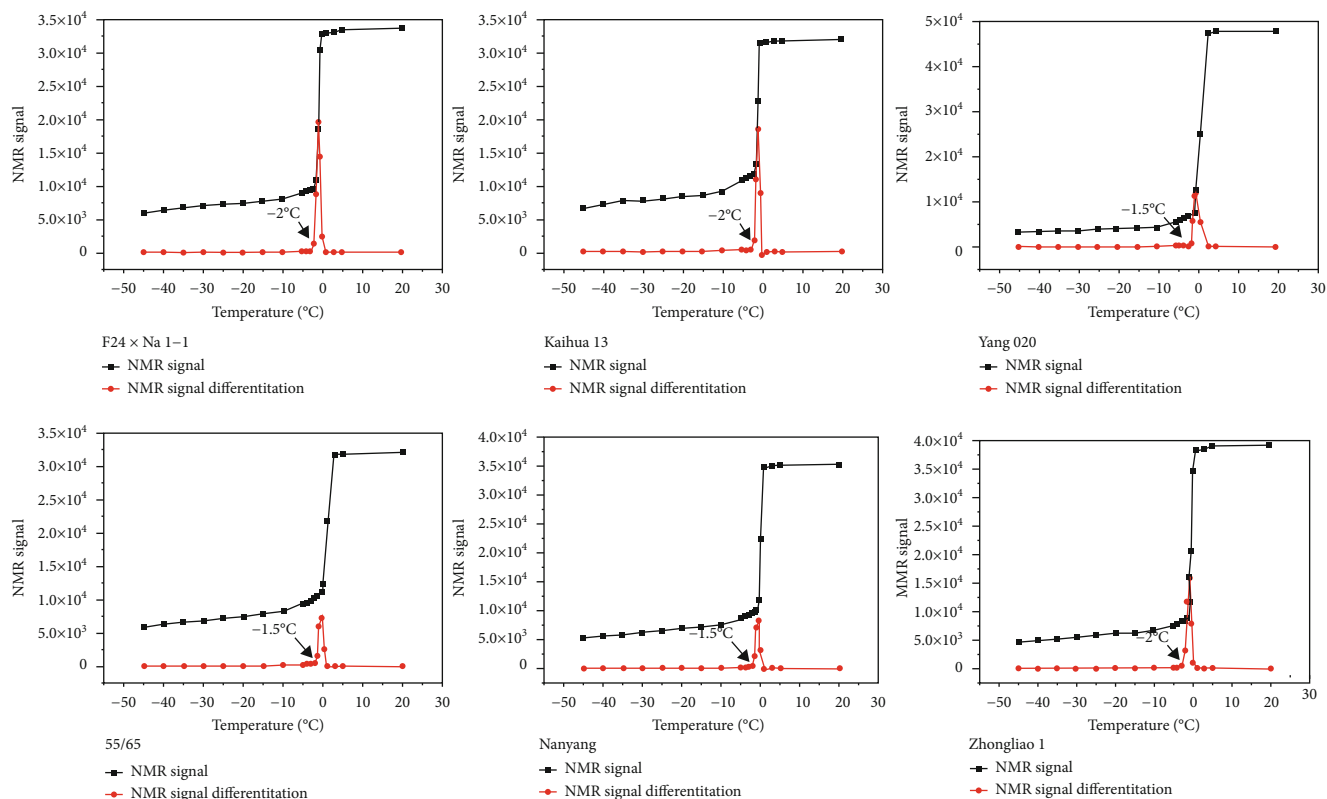 3.5×10⁴
3.0×10⁴
2.5×10⁴
2.0×10⁴
1.5×10⁴
1.0×10⁴
5.0×10³
0
NMR signal
−2°C
−50 −40 −30 −20 −10 0 10 20 30
Temperature (°C)
F24 × Na 1−1
NMR signal
NMR signal differentitation
3.5×10⁴
3.0×10⁴
2.5×10⁴
2.0×10⁴
1.5×10⁴
1.0×10⁴
5.0×10³
0
NMR signal
−2°C
−50 −40 −30 −20 −10 0 10 20 30
Temperature (°C)
Kaihua 13
NMR signal
NMR signal differentitation
5×10⁴
4×10⁴
3×10⁴
2×10⁴
1×10⁴
0
NMR signal
−1.5°C
−50 −40 −30 −20 −10 0 10 20 30
Temperature (°C)
Yang 020
NMR signal
NMR signal differentitation
3.5×10⁴
3.0×10⁴
2.5×10⁴
2.0×10⁴
1.5×10⁴
1.0×10⁴
5.0×10³
0
NMR signal
−1.5°C
−50 −40 −30 −20 −10 0 10 20 30
Temperature (°C)
55/65
NMR signal
NMR signal differentitation
4.0×10⁴
3.5×10⁴
3.0×10⁴
2.5×10⁴
2.0×10⁴
1.5×10⁴
1.0×10⁴
5.0×10³
0
NMR signal
−1.5°C
−50 −40 −30 −20 −10 0 10 20 30
Temperature (°C)
Nanyang
NMR signal
NMR signal differentitation
4.0×10⁴
3.5×10⁴
3.0×10⁴
2.5×10⁴
2.0×10⁴
1.5×10⁴
1.0×10⁴
5.0×10³
0
MMR signal
−2°C
−50 −40 −30 −20 −10 0 10 20 30
Temperature (°C)
Zhongliao 1
NMR signal
NMR signal differentitation